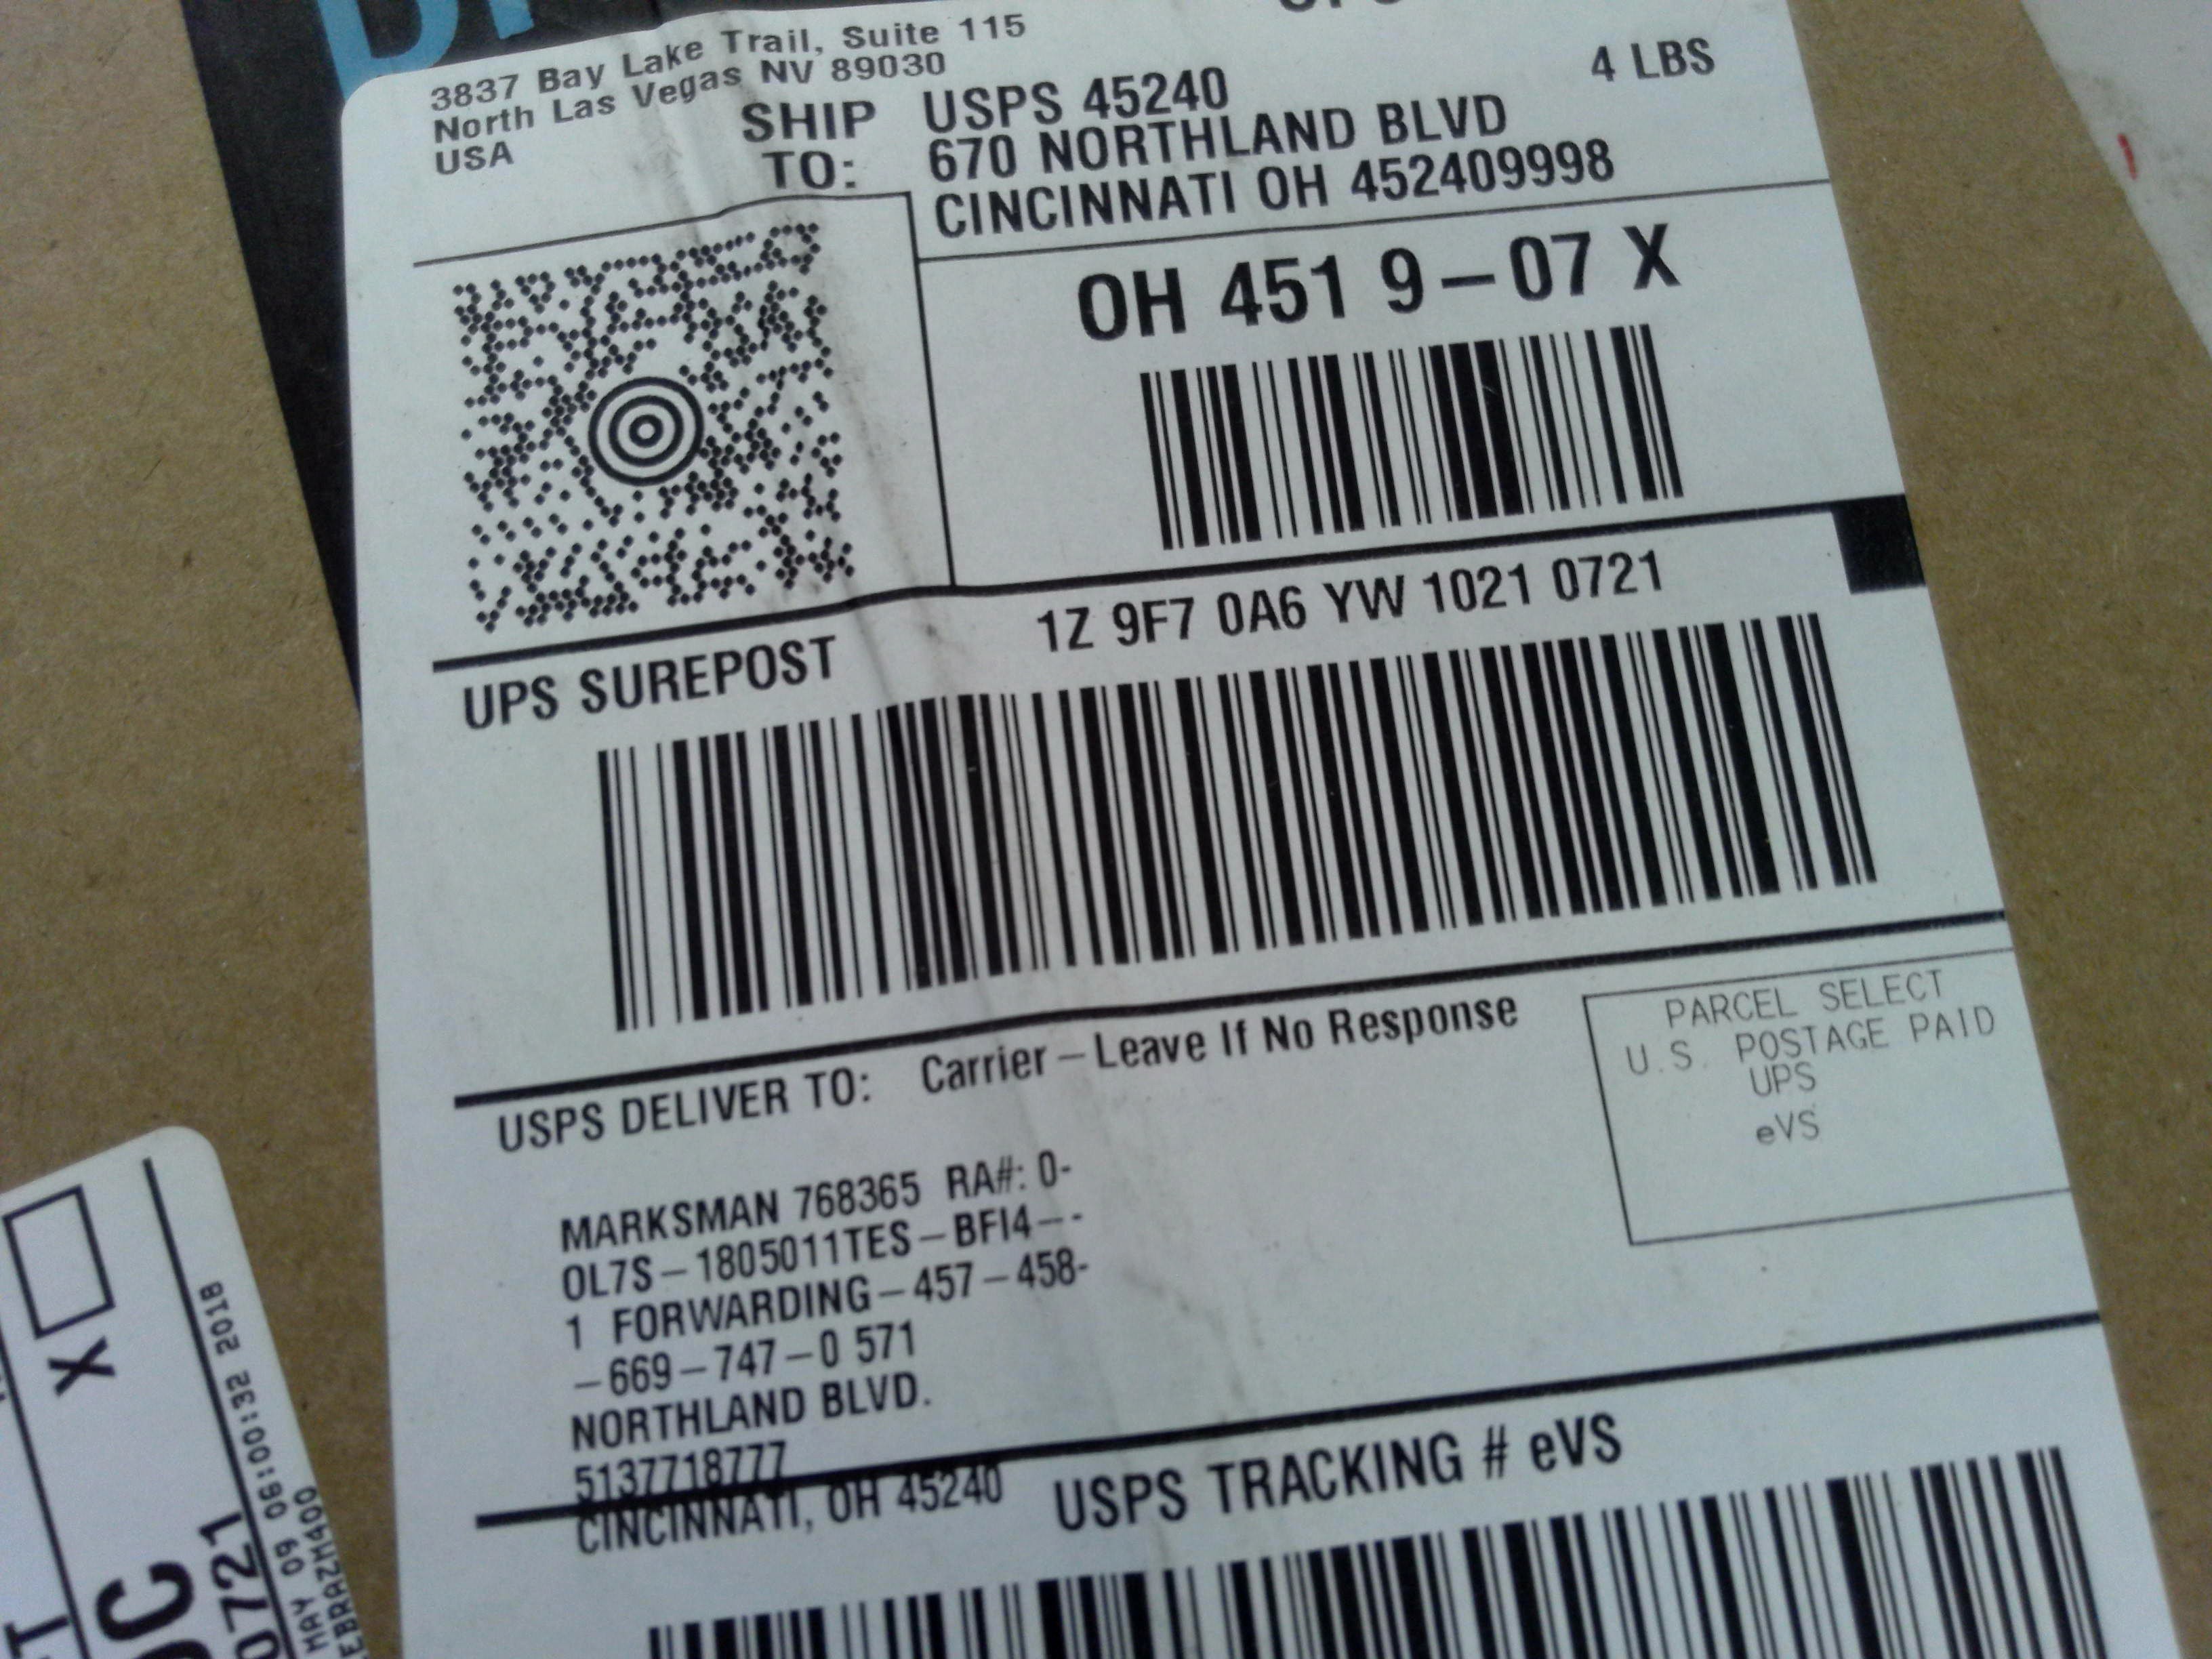 3837 Bay Lake Trail, Suite 115
North Las Vegas NV 89030
USA
4 LBS
SHIP TO:
USPS 45240
670 NORTHLAND BLVD
CINCINNATI OH 452409998
OH 451 9-07 X
UPS SUREPOST
1Z 9F7 0A6 YW 1021 0721
USPS DELIVER TO: Carrier - Leave If No Response
PARCEL SELECT
U.S. POSTAGE PAID
UPS
eVS
MARKSMAN 768365 RA#: 0-
OL7S-1805011TES-BFI4--
1 FORWARDING-457-458-
-669-747-0 571
NORTHLAND BLVD.
5137718777
CINCINNATI, OH 45240
USPS TRACKING # eVS
X
0721
MAY 09 06:00:32 2018